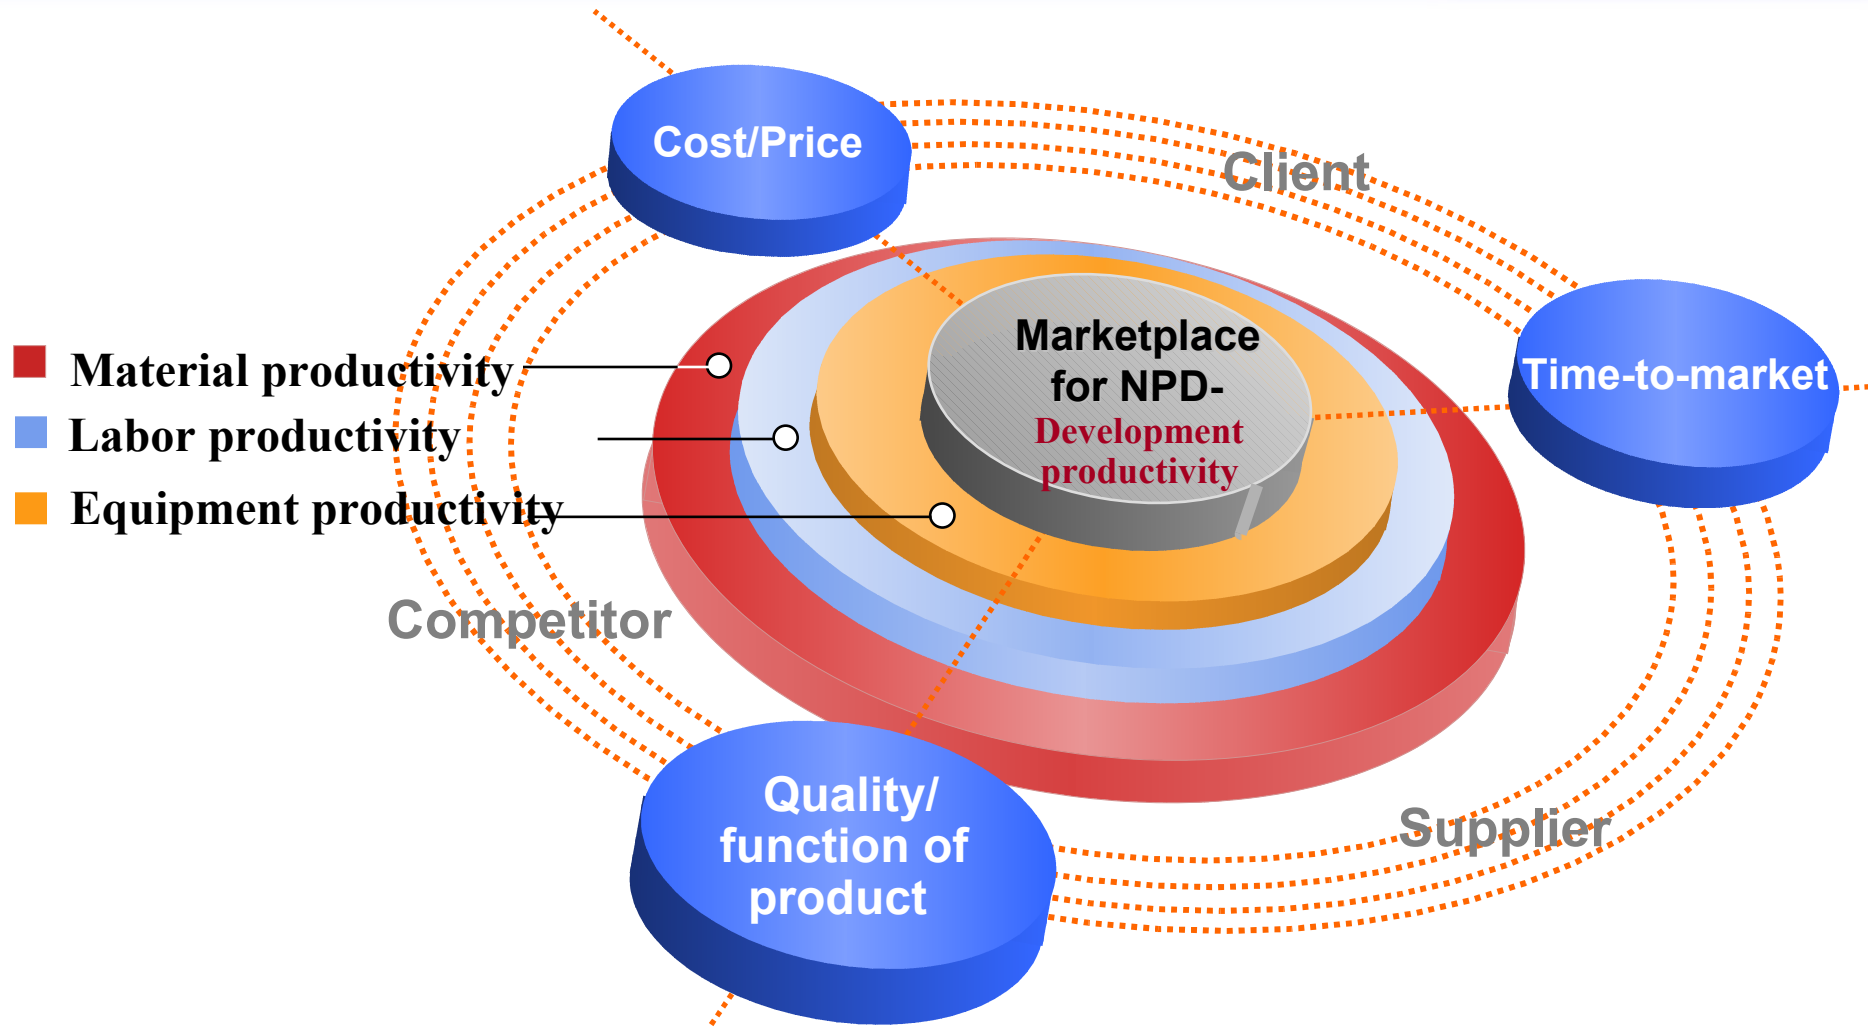 Cost/Price
Client
Marketplace
for NPD-
Development
productivity
Time-to-market
Material productivity
Labor productivity
Equipment productivity
Competitor
Quality/
function of
product
Supplier